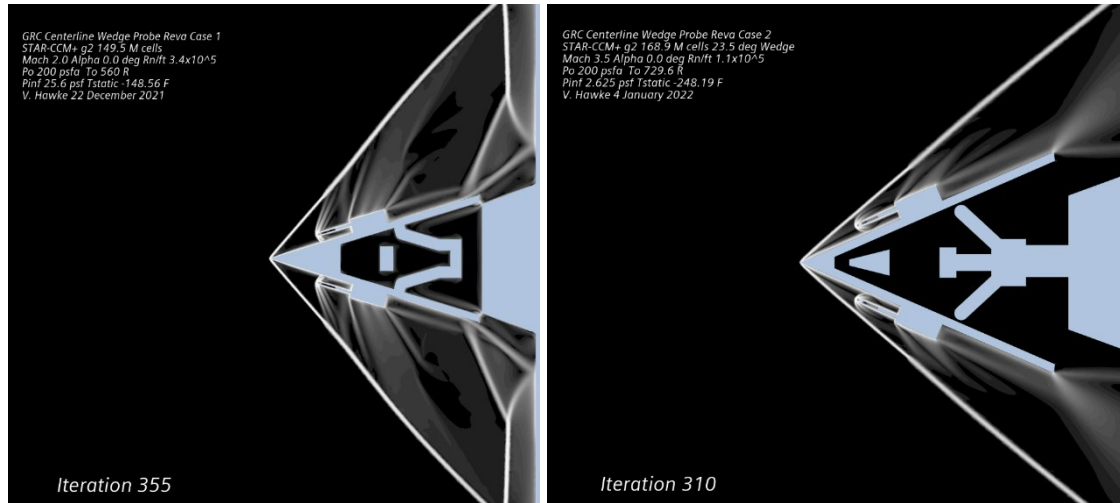 GRC Centerline Wedge Probe Reva Case 1
STAR-CCM+ g2 149.5 M cells
Mach 2.0 Alpha 0.0 deg Rn/ft 3.4x10^5
Po 200 psfa To 560 R
Pinf 25.6 psf Tstatic -148.56 F
V. Hawke 22 December 2021
Iteration 355
GRC Centerline Wedge Probe Reva Case 2
STAR-CCM+ g2 168.9 M cells 23.5 deg Wedge
Mach 3.5 Alpha 0.0 deg Rn/ft 1.1x10^5
Po 200 psfa To 729.6 R
Pinf 2.625 psf Tstatic -248.19 F
V. Hawke 4 January 2022
Iteration 310